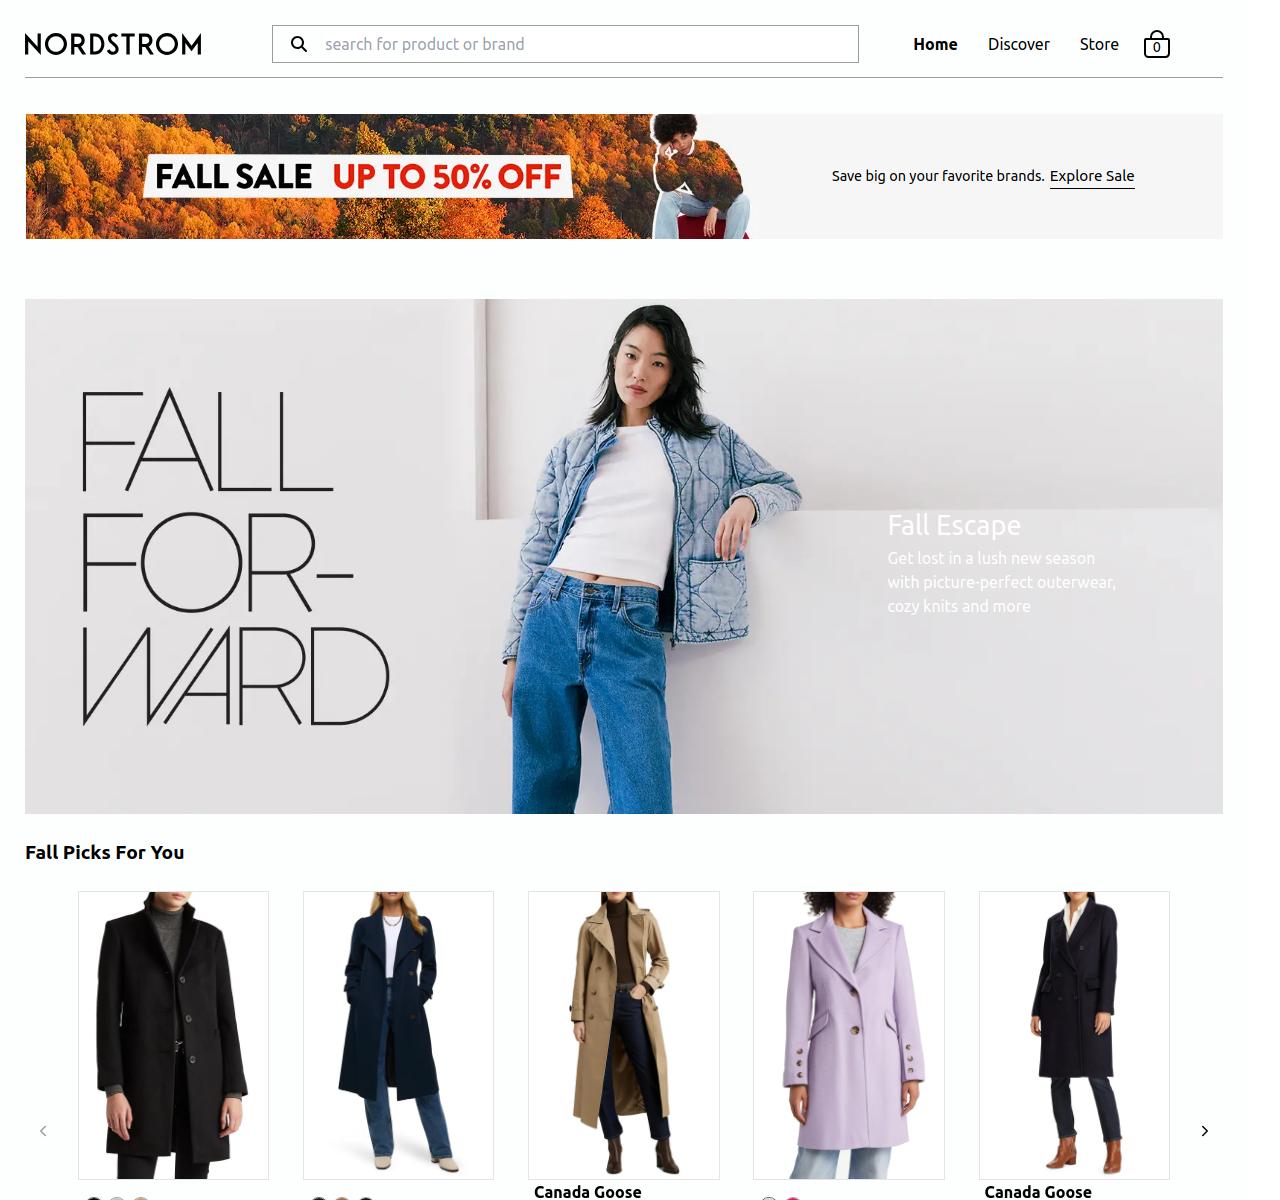 NORDSTROM
search for product or brand
Home
Discover
Store
0
FALL SALE UP TO 50% OFF
Save big on your favorite brands. Explore Sale
FALL
FOR-
WARD
Fall Escape
Get lost in a lush new season
with picture-perfect outerwear,
cozy knits and more
Fall Picks For You
Canada Goose
Canada Goose